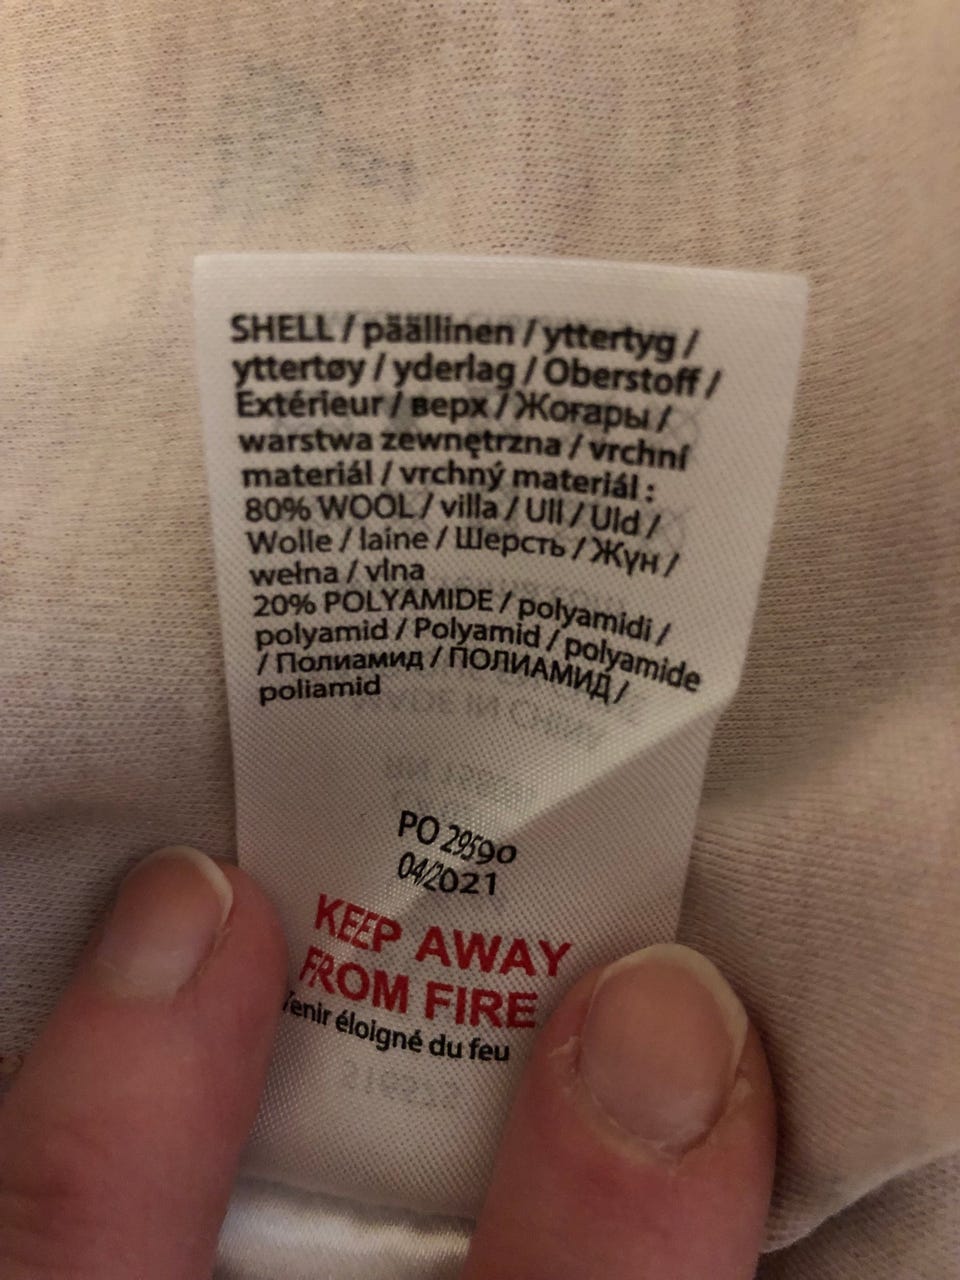 SHELL / päällinen / yttertyg /
yttertøy / yderlag / Oberstoff /
Extérieur / верх / Жоғары /
warstwa zewnętrzna / vrchní
materiál / vrchný materiál :
80% WOOL / villa / Ull / Uld /
Wolle / laine / Шерсть / Жүн /
wełna / vlna
20% POLYAMIDE / polyamidi /
polyamid / Polyamid / polyamide
/ Полиамид / ПОЛИАМИД /
poliamid
PO 29590
04/2021
KEEP AWAY
FROM FIRE
Tenir éloigné du feu